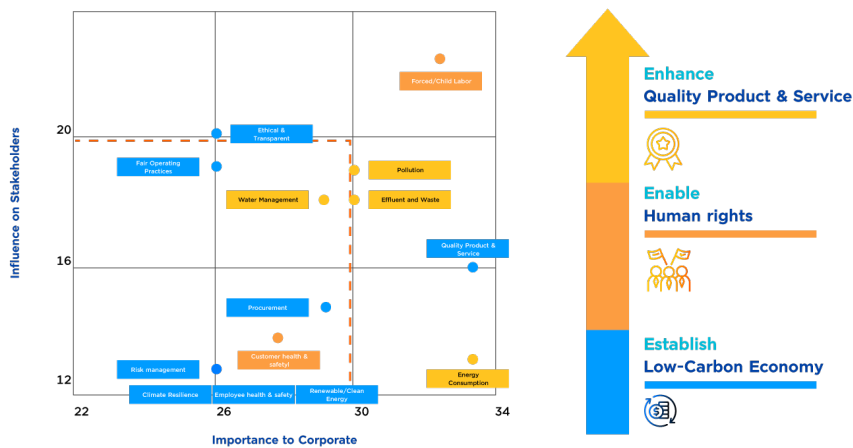 Influence on Stakeholders
20
16
12
Forced/Child Labor
Ethical &
Transparent
Fair Operating
Practices
Pollution
Water Management
Effluent and Waste
Quality Product &
Service
Procurement
Customer health &
safety!
Risk management
Energy
Consumption
Climate Resilience
Employee health & safety
Renewable/Clean
Energy
22
26
30
34
Importance to Corporate
Enhance
Quality Product & Service
Enable
Human rights
Establish
Low-Carbon Economy